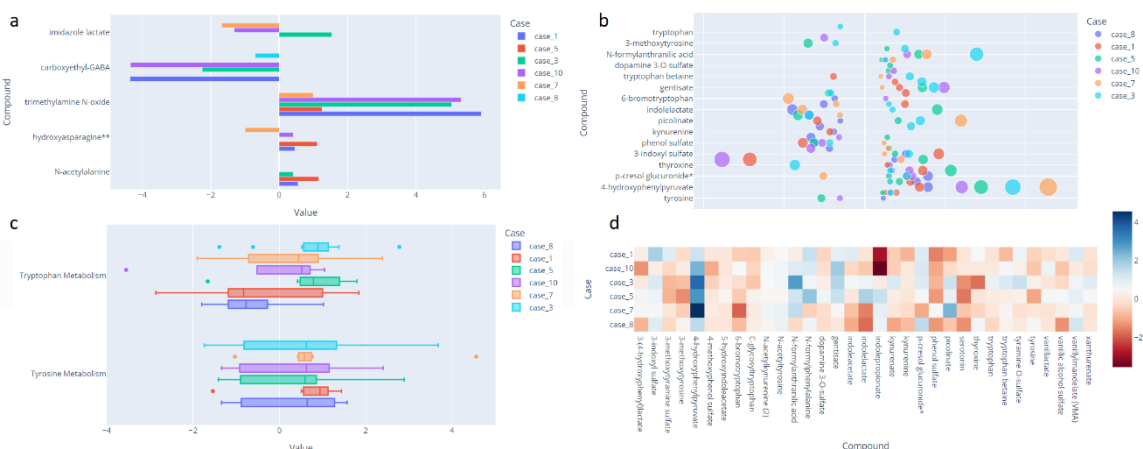 a
imidazole lactate
carboxyethyl-GABA
trimethylamine N-oxide
hydroxyasparagine**
N-acetylalanine
Compound
−4
−2
0
2
4
6
Value
Case
case_1
case_5
case_3
case_10
case_7
case_8
b
tryptophan
3-methoxytyrosine
N-formylanthranilic acid
dopamine 3-O-sulfate
tryptophan betaine
gentisate
6-bromotryptophan
indolelactate
picolinate
kynurenine
phenol sulfate
3-indoxyl sulfate
thyroxine
p-cresol glucuronide*
4-hydroxyphenylpyruvate
tyrosine
Compound
Case
case_8
case_1
case_5
case_10
case_7
case_3
c
Tryptophan Metabolism
Tyrosine Metabolism
Compound
−4
−2
0
2
4
Value
Case
case_8
case_1
case_5
case_10
case_7
case_3
d
case_1
case_10
case_3
case_5
case_7
case_8
Case
3-(4-hydroxyphenyl)lactate
3-indoxyl sulfate
3-methoxytyramine sulfate
3-methoxytyrosine
4-hydroxyphenylpyruvate
4-methoxyphenol sulfate
5-hydroxyindoleacetate
6-bromotryptophan
C-glycosyltryptophan
N-acetylkynurenine (2)
N-acetyltyrosine
N-formylanthranilic acid
N-formylphenylalanine
dopamine 3-O-sulfate
gentisate
indoleacetate
indolelactate
indolepropionate
kynurenate
kynurenine
p-cresol glucuronide*
phenol sulfate
picolinate
serotonin
thyroxine
tryptophan
tryptophan betaine
tyramine O-sulfate
tyrosine
vanillactate
vanillic alcohol sulfate
vanillylmandelate (VMA)
xanthurenate
Compound
4
2
0
−2